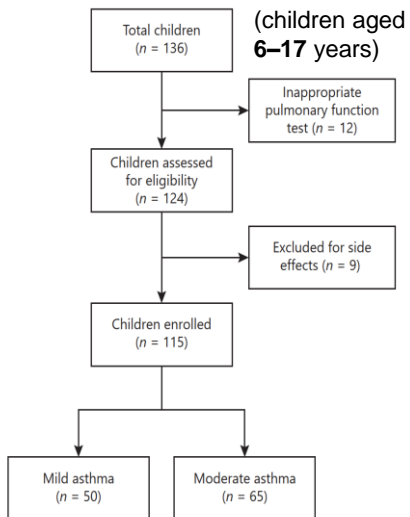 Total children
(n = 136)
(children aged
6–17 years)
Inappropriate
pulmonary function
test (n = 12)
Children assessed
for eligibility
(n = 124)
Excluded for side
effects (n = 9)
Children enrolled
(n = 115)
Mild asthma
(n = 50)
Moderate asthma
(n = 65)